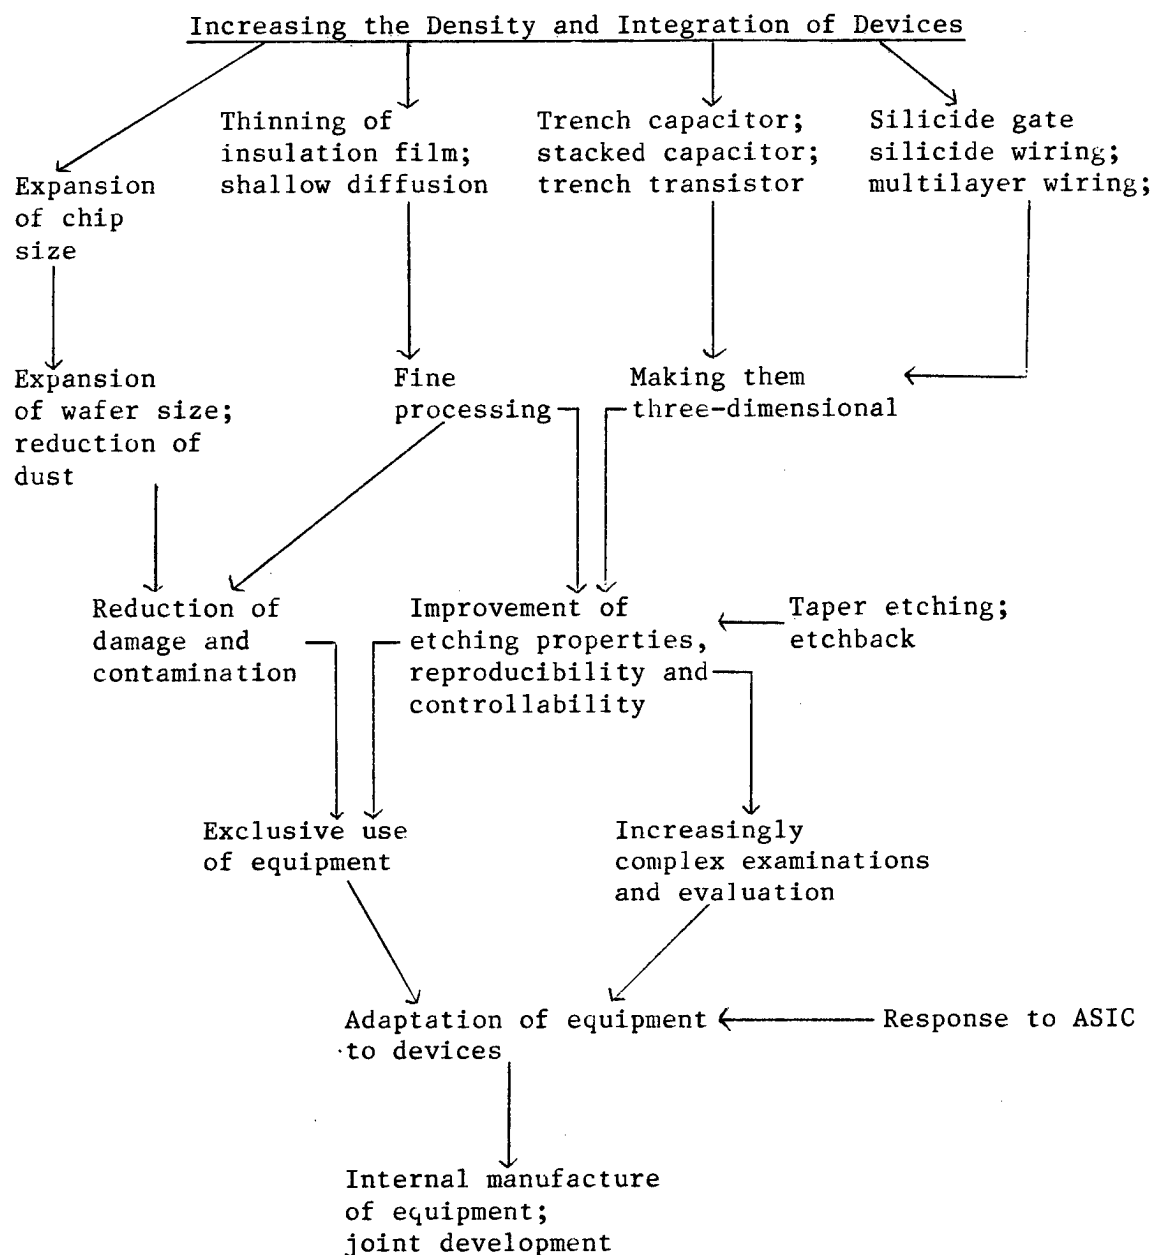 Increasing the Density and Integration of Devices
Thinning of
insulation film;
shallow diffusion
Trench capacitor;
stacked capacitor;
trench transistor
Silicide gate
silicide wiring;
multilayer wiring;
Expansion
of chip
size
Expansion
of wafer size;
reduction of
dust
Fine
processing
Making them
three-dimensional
Reduction of
damage and
contamination
Improvement of
etching properties,
reproducibility and
controllability
Taper etching;
etchback
Exclusive use
of equipment
Increasingly
complex examinations
and evaluation
Adaptation of equipment
to devices
Response to ASIC
Internal manufacture
of equipment;
joint development